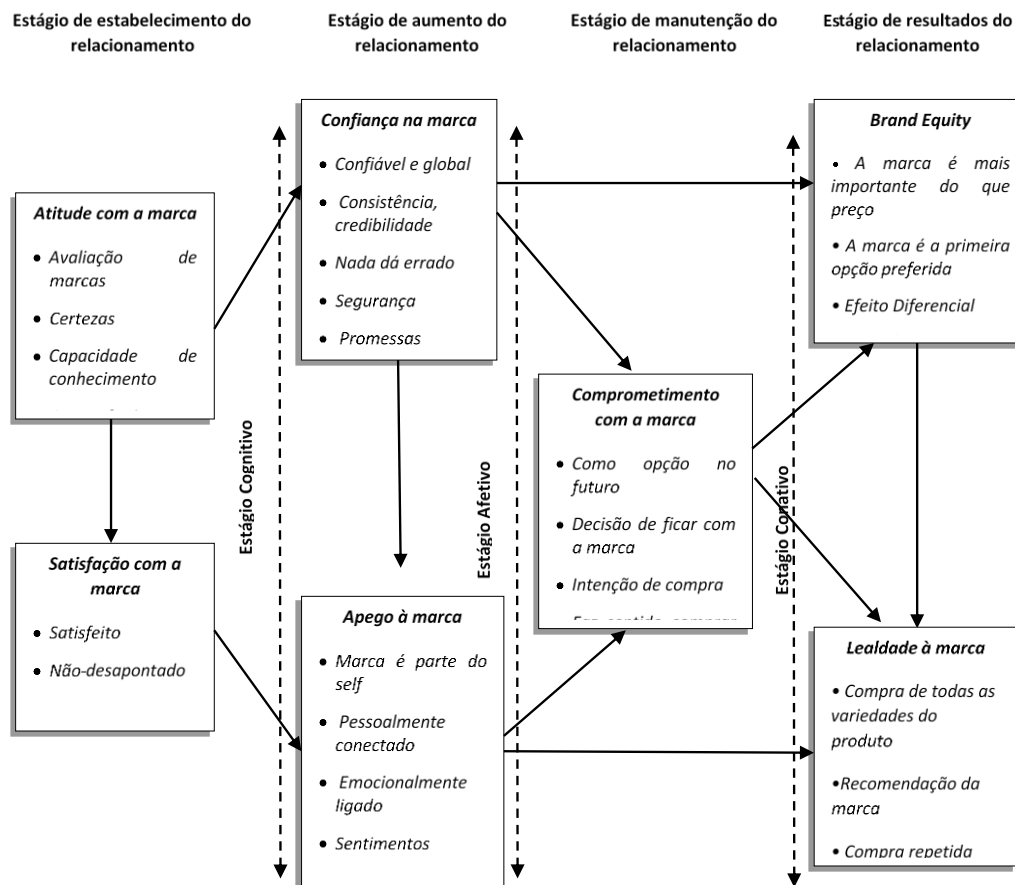 Estágio de estabelecimento do
relacionamento
Estágio de aumento do
relacionamento
Estágio de manutenção do
relacionamento
Estágio de resultados do
relacionamento
Atitude com a marca
• Avaliação de
marcas
• Certezas
• Capacidade de
conhecimento
Satisfação com a
marca
• Satisfeito
• Não-desapontado
Estágio Cognitivo
Confiança na marca
• Confiável e global
• Consistência,
credibilidade
• Nada dá errado
• Segurança
• Promessas
Apego à marca
• Marca é parte do
self
• Pessoalmente
conectado
• Emocionalmente
ligado
• Sentimentos
Estágio Afetivo
Comprometimento
com a marca
• Como opção no
futuro
• Decisão de ficar com
a marca
• Intenção de compra
Estágio Conativo
Brand Equity
• A marca é mais
importante do que
preço
• A marca é a primeira
opção preferida
• Efeito Diferencial
Lealdade à marca
• Compra de todas as
variedades do
produto
•Recomendação da
marca
• Compra repetida